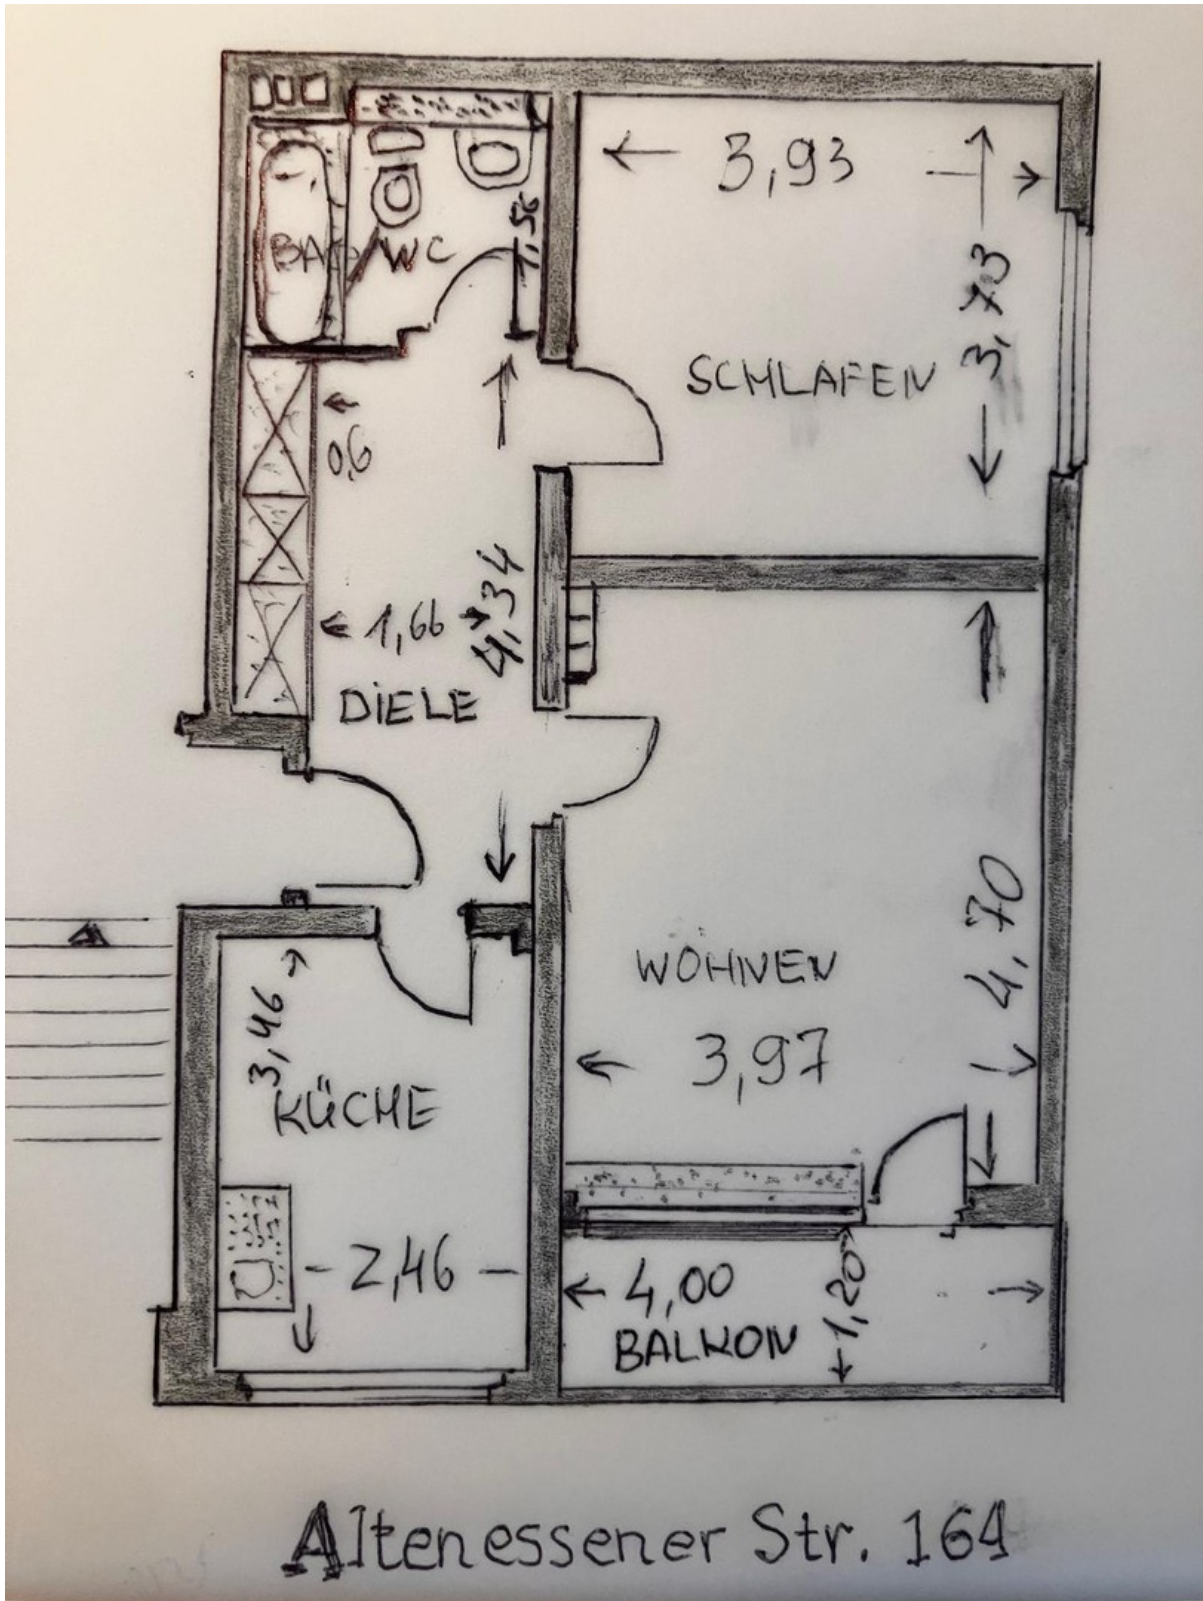 3,93
BAD/WC
1,56
3,73
SCHLAFEN
0,6
4,34
1,66
DiELE
4,70
WOHNEN
3,46
3,97
KÜCHE
2,46
4,00
1,20
BALKON
Altenessener Str. 164